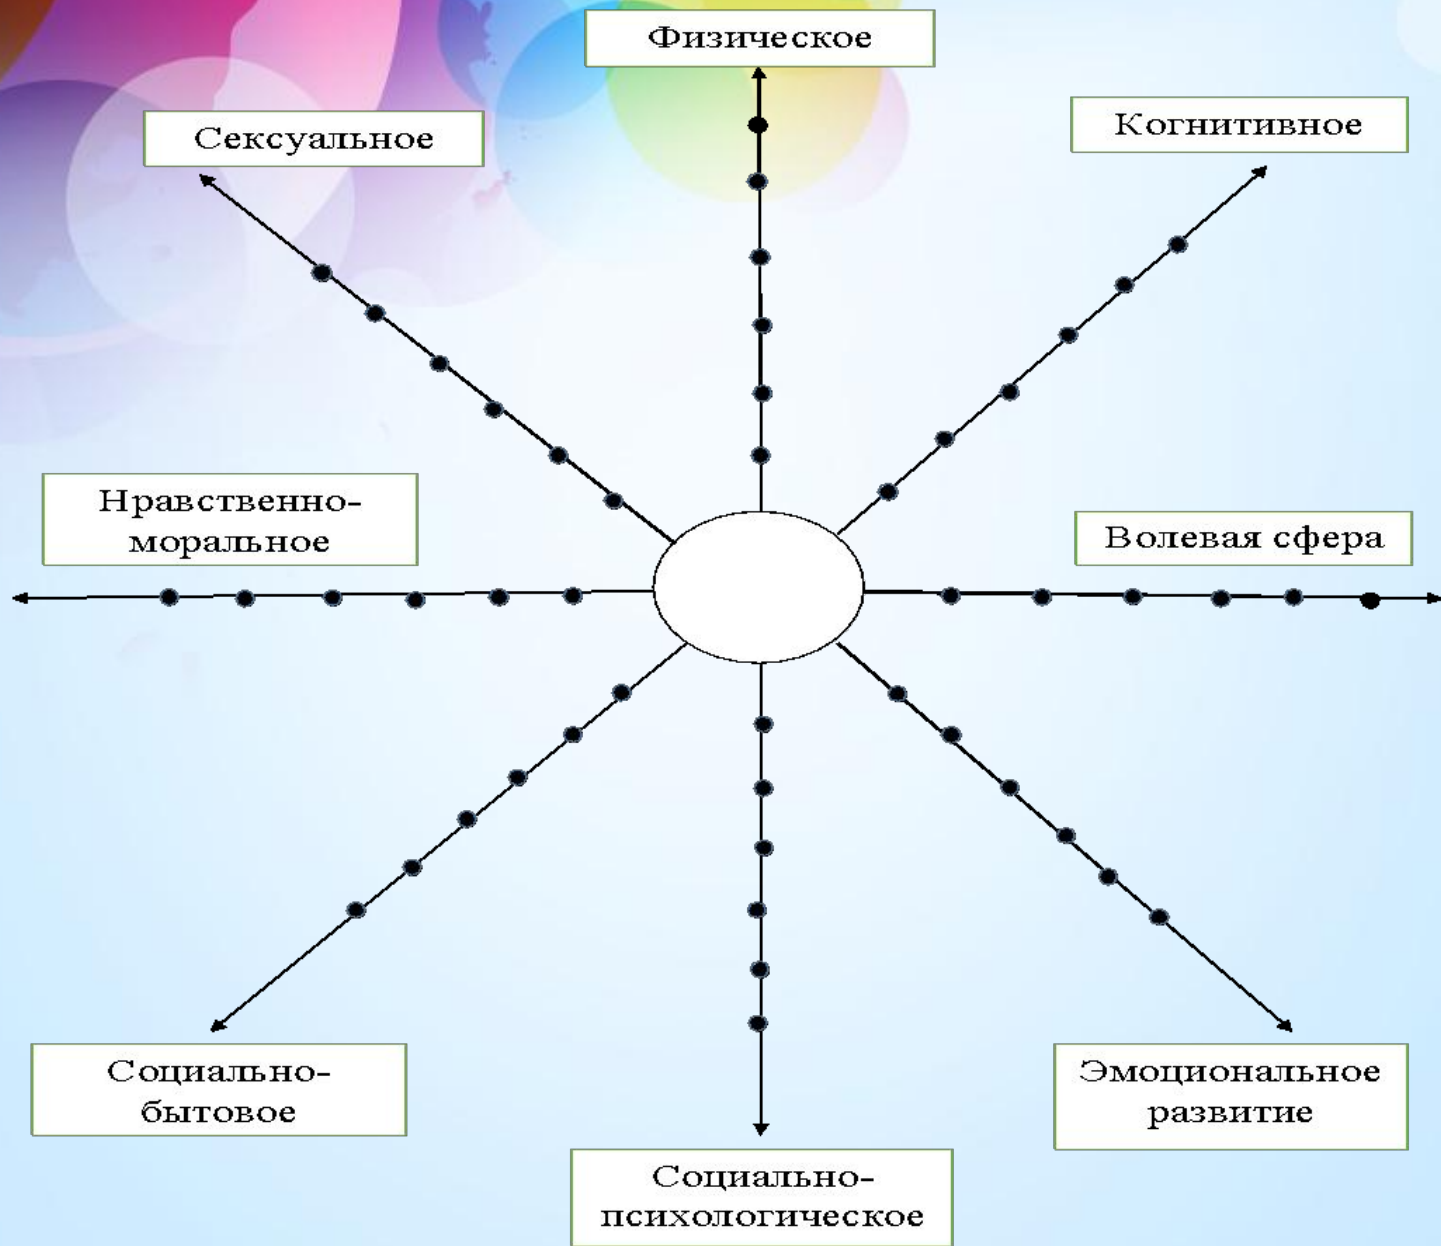 Физическое
Сексуальное
Когнитивное
Нравственно-
моральное
Волевая сфера
Социально-
бытовое
Эмоциональное
развитие
Социально-
психологическое